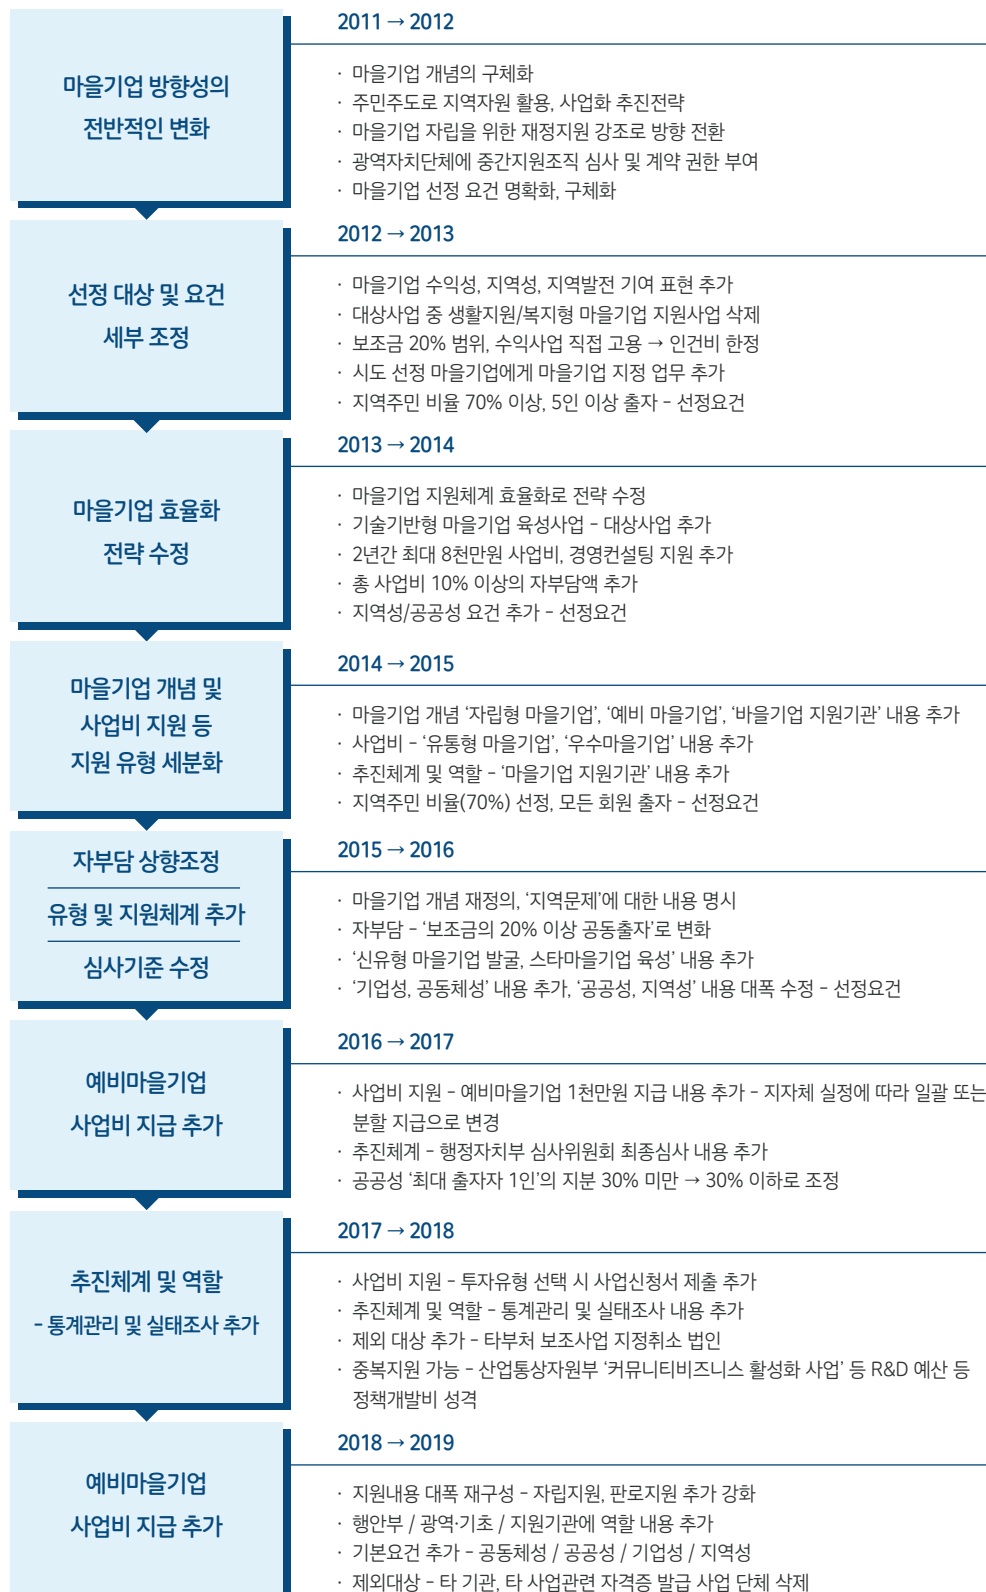 마을기업 방향성의
전반적인 변화
2011 → 2012
· 마을기업 개념의 구체화
· 주민주도로 지역자원 활용, 사업화 추진전략
· 마을기업 자립을 위한 재정지원 강조로 방향 전환
· 광역자치단체에 중간지원조직 심사 및 계약 권한 부여
· 마을기업 선정 요건 명확화, 구체화
선정 대상 및 요건
세부 조정
2012 → 2013
· 마을기업 수익성, 지역성, 지역발전 기여 표현 추가
· 대상사업 중 생활지원/복지형 마을기업 지원사업 삭제
· 보조금 20% 범위, 수익사업 직접 고용 → 인건비 한정
· 시도 선정 마을기업에게 마을기업 지정 업무 추가
· 지역주민 비율 70% 이상, 5인 이상 출자 – 선정요건
마을기업 효율화
전략 수정
2013 → 2014
· 마을기업 지원체계 효율화로 전략 수정
· 기술기반형 마을기업 육성사업 – 대상사업 추가
· 2년간 최대 8천만원 사업비, 경영컨설팅 지원 추가
· 총 사업비 10% 이상의 자부담액 추가
· 지역성/공공성 요건 추가 – 선정요건
마을기업 개념 및
사업비 지원 등
지원 유형 세분화
2014 → 2015
· 마을기업 개념 ‘자립형 마을기업’, ‘예비 마을기업’, ‘바을기업 지원기관’ 내용 추가
· 사업비 – ‘유통형 마을기업’, ‘우수마을기업’ 내용 추가
· 추진체계 및 역할 – ‘마을기업 지원기관’ 내용 추가
· 지역주민 비율(70%) 선정, 모든 회원 출자 – 선정요건
자부담 상향조정
유형 및 지원체계 추가
심사기준 수정
2015 → 2016
· 마을기업 개념 재정의, ‘지역문제’에 대한 내용 명시
· 자부담 – ‘보조금의 20% 이상 공동출자’로 변화
· ‘신유형 마을기업 발굴, 스타마을기업 육성’ 내용 추가
· ‘기업성, 공동체성’ 내용 추가, ‘공공성, 지역성’ 내용 대폭 수정 – 선정요건
예비마을기업
사업비 지급 추가
2016 → 2017
· 사업비 지원 – 예비마을기업 1천만원 지급 내용 추가 – 지자체 실정에 따라 일괄 또는
분할 지급으로 변경
· 추진체계 – 행정자치부 심사위원회 최종심사 내용 추가
· 공공성 ‘최대 출자자 1인’의 지분 30% 미만 → 30% 이하로 조정
추진체계 및 역할
– 통계관리 및 실태조사 추가
2017 → 2018
· 사업비 지원 – 투자유형 선택 시 사업신청서 제출 추가
· 추진체계 및 역할 – 통계관리 및 실태조사 내용 추가
· 제외 대상 추가 – 타부처 보조사업 지정취소 법인
· 중복지원 가능 – 산업통상자원부 ‘커뮤니티비즈니스 활성화 사업’ 등 R&D 예산 등
정책개발비 성격
예비마을기업
사업비 지급 추가
2018 → 2019
· 지원내용 대폭 재구성 – 자립지원, 판로지원 추가 강화
· 행안부 / 광역·기초 / 지원기관에 역할 내용 추가
· 기본요건 추가 – 공동체성 / 공공성 / 기업성 / 지역성
· 제외대상 – 타 기관, 타 사업관련 자격증 발급 사업 단체 삭제